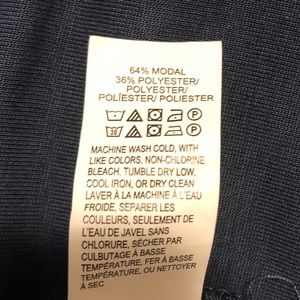 64% MODAL
36% POLYESTER/
POLYESTER/
POLIÉSTER/ POLIESTER
MACHINE WASH COLD, WITH
LIKE COLORS, NON-CHLORINE
BLEACH, TUMBLE DRY LOW,
COOL IRON, OR DRY CLEAN
LAVER À LA MACHINE À L'EAU
FROIDE, SÉPARER LES
COULEURS, SEULEMENT DE
L'EAU DE JAVEL SANS
CHLORURE, SÉCHER PAR
CULBUTAGE À BASSE
TEMPÉRATURE, FER À BASSE
TEMPÉRATURE, OU NETTOYER
À SEC